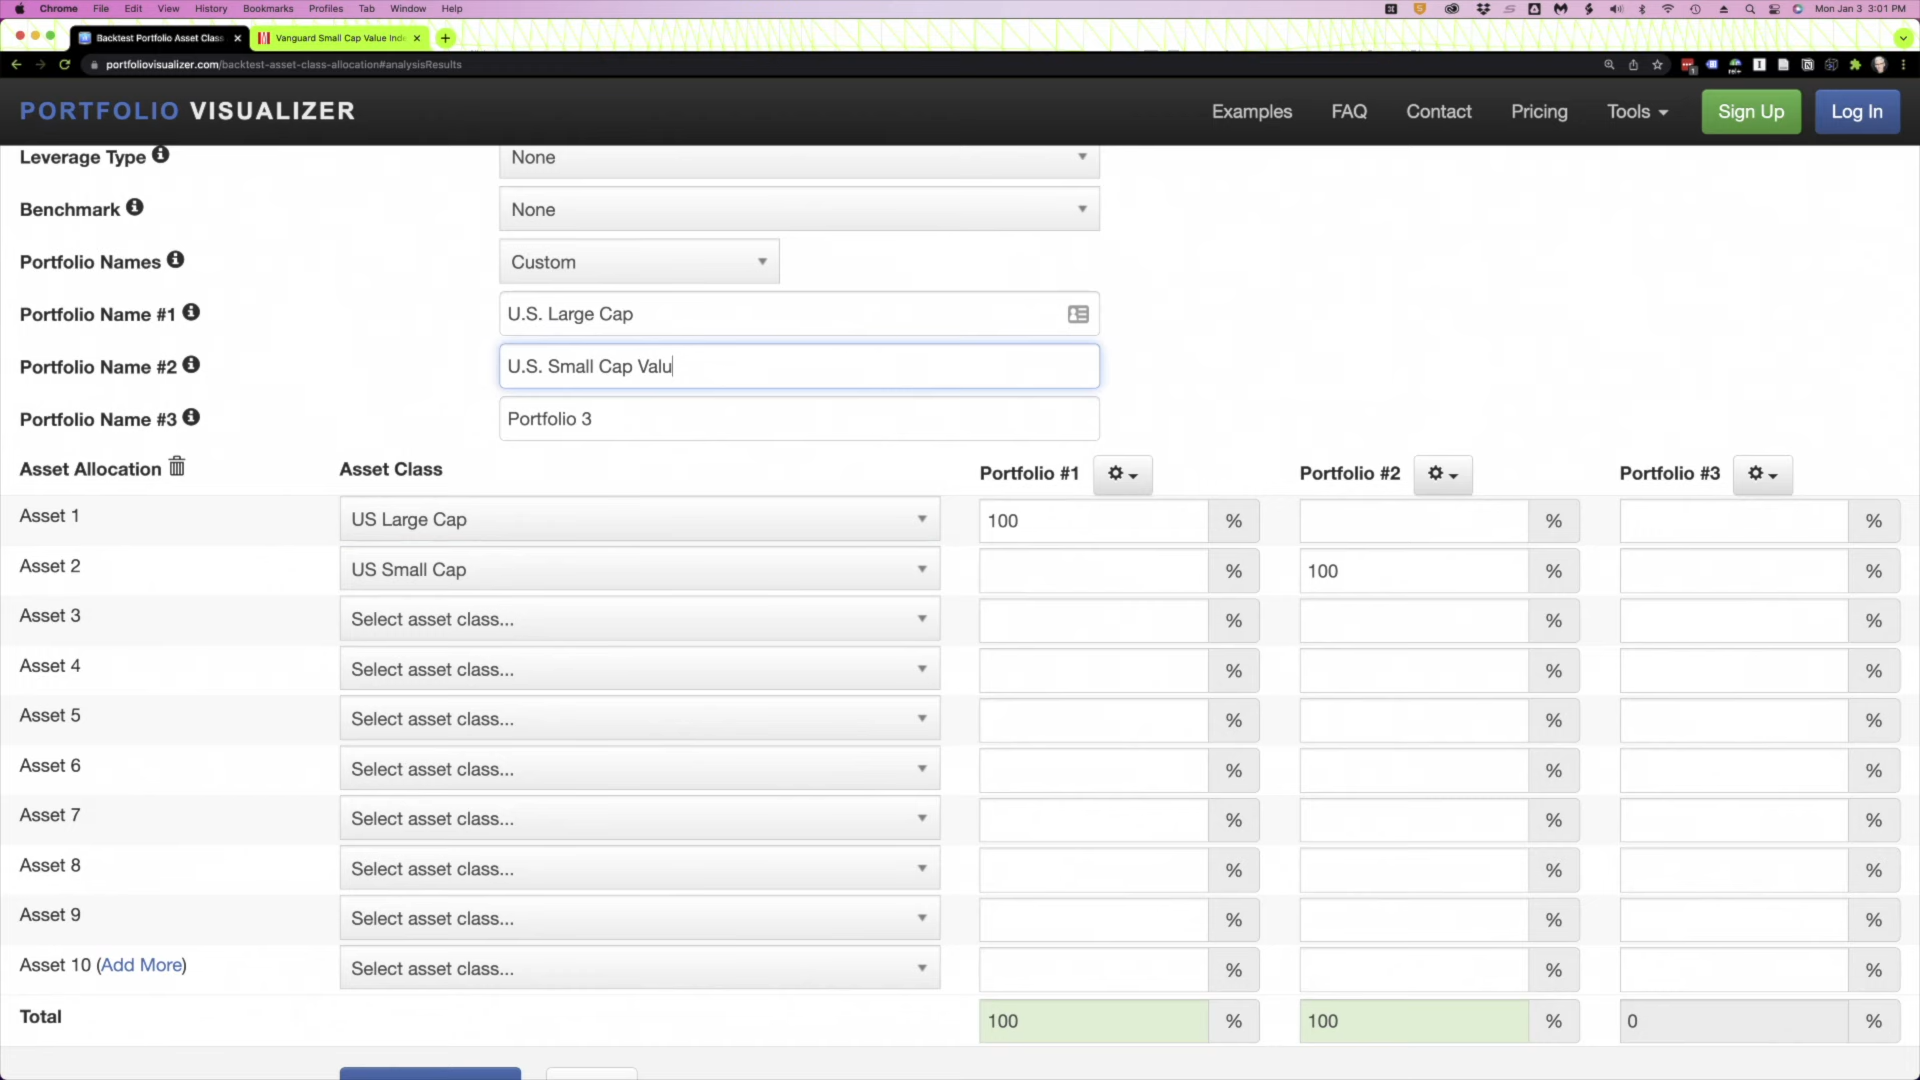 Chrome File Edit View History Bookmarks Profiles Tab Window Help Mon Jan 3 3:01 PM
Backtest Portfolio Asset Class Vanguard Small Cap Value Inde
portfoliovisualizer.com/backtest-asset-class-allocation#analysisResults
PORTFOLIO VISUALIZER Examples FAQ Contact Pricing Tools Sign Up Log In
Leverage Type None
Benchmark None
Portfolio Names Custom
Portfolio Name #1 U.S. Large Cap
Portfolio Name #2 U.S. Small Cap Valu
Portfolio Name #3 Portfolio 3
Asset Allocation Asset Class Portfolio #1 Portfolio #2 Portfolio #3
Asset 1 US Large Cap 100 % % %
Asset 2 US Small Cap % 100 % %
Asset 3 Select asset class... % % %
Asset 4 Select asset class... % % %
Asset 5 Select asset class... % % %
Asset 6 Select asset class... % % %
Asset 7 Select asset class... % % %
Asset 8 Select asset class... % % %
Asset 9 Select asset class... % % %
Asset 10 (Add More) Select asset class... % % %
Total 100 % 100 % 0 %